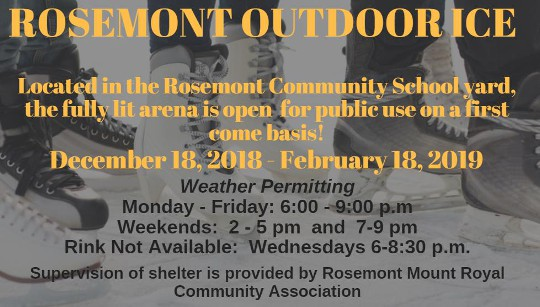 ROSEMONT OUTDOOR ICE
Located in the Rosemont Community School yard,
the fully lit arena is open for public use on a first
come basis!
December 18, 2018 - February 18, 2019
Weather Permitting
Monday - Friday: 6:00 - 9:00 p.m
Weekends: 2 - 5 pm and 7-9 pm
Rink Not Available: Wednesdays 6-8:30 p.m.
Supervision of shelter is provided by Rosemont Mount Royal
Community Association